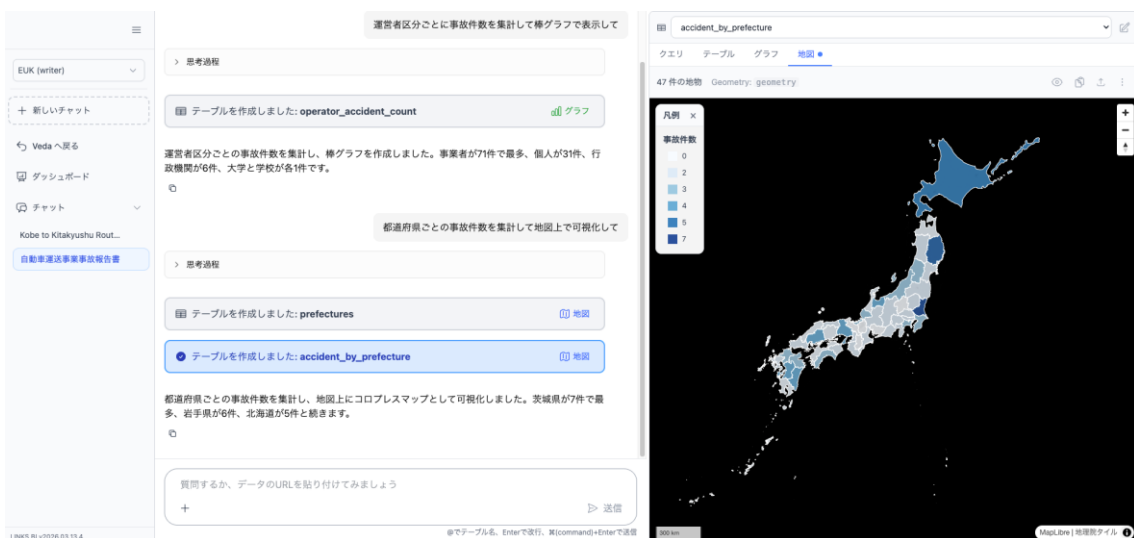 EUK (writer)
+ 新しいチャット
Veda へ戻る
ダッシュボード
チャット
Kobe to Kitakyushu Rout...
自動車運送事業事故報告書
LINKS BI v2026.03.13.4
運営者区分ごとに事故件数を集計して棒グラフで表示して
> 思考過程
テーブルを作成しました: operator_accident_count
グラフ
運営者区分ごとの事故件数を集計し、棒グラフを作成しました。事業者が71件で最多、個人が31件、行
政機関が6件、大学と学校が各1件です。
都道府県ごとの事故件数を集計して地図上で可視化して
> 思考過程
テーブルを作成しました: prefectures
地図
テーブルを作成しました: accident_by_prefecture
地図
都道府県ごとの事故件数を集計し、地図上にコロプレスマップとして可視化しました。茨城県が7件で最
多、岩手県が6件、北海道が5件と続きます。
質問するか、データのURLを貼り付けてみましょう
+
送信
@でテーブル名、Enterで改行、⌘(command)+Enterで送信
accident_by_prefecture
クエリ テーブル グラフ 地図
47 件の地物 Geometry: geometry
凡例 ×
事故件数
0
2
3
4
5
7
+
−
300 km
MapLibre | 地理院タイル